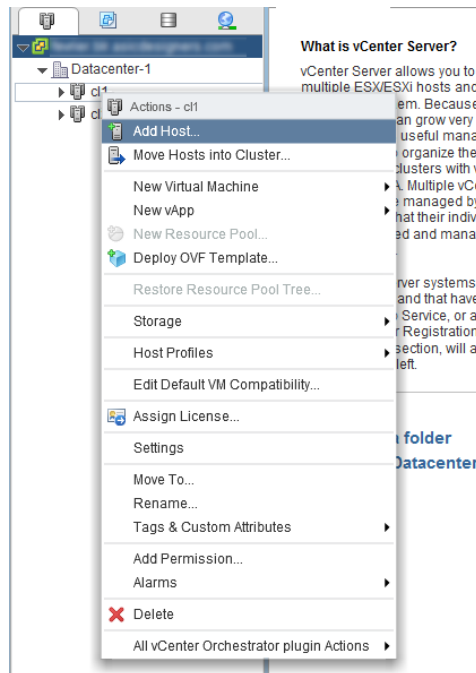 What is vCenter Server?
Datacenter-1
vCenter Server allows you to
multiple ESX/ESXi hosts and
cl1
em. Because
an grow very
useful mana
organize the
clusters with v
A. Multiple vC
managed by
hat their indiv
ed and mana
Actions - cl1
Add Host...
Move Hosts into Cluster...
New Virtual Machine
New vApp
New Resource Pool...
Deploy OVF Template...
Restore Resource Pool Tree...
Storage
Host Profiles
Edit Default VM Compatibility...
Assign License...
Settings
Move To...
Rename...
Tags & Custom Attributes
Add Permission...
Alarms
Delete
All vCenter Orchestrator plugin Actions
rver systems
and that have
Service, or a
r Registration
section, will a
left.
a folder
Datacenter